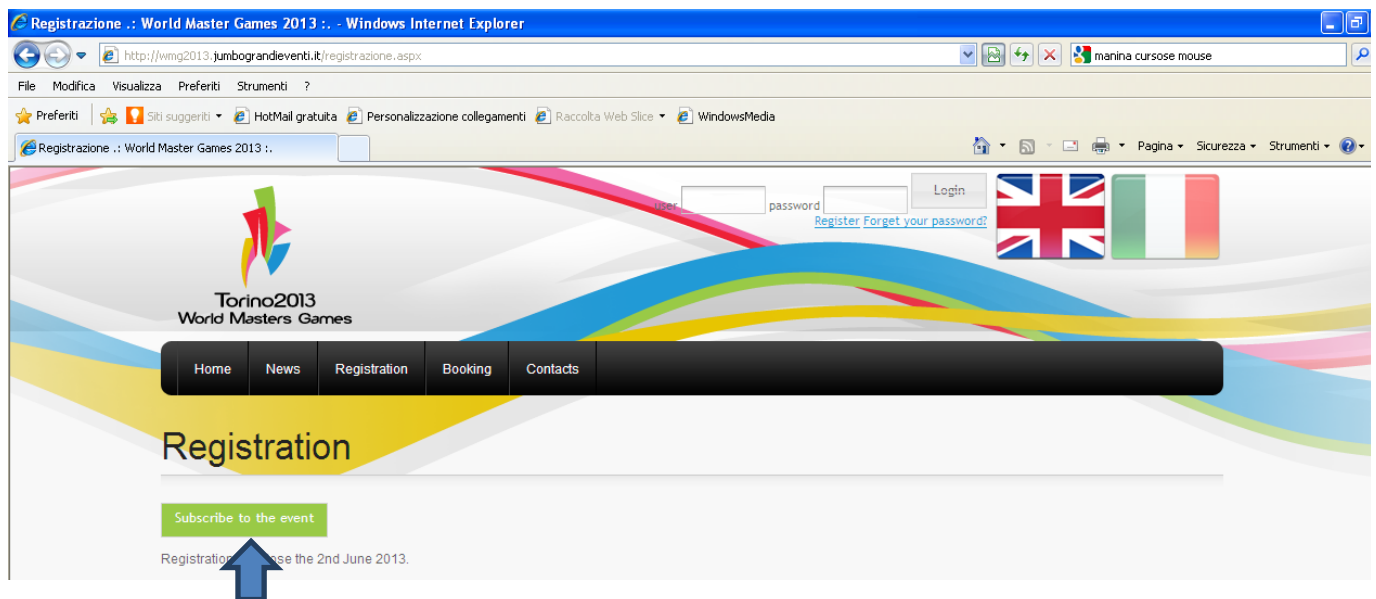 Registrazione .: World Master Games 2013 :. - Windows Internet Explorer
http://wmg2013.jumbograndieventi.it/registrazione.aspx
manina cursose mouse
File Modifica Visualizza Preferiti Strumenti ?
Preferiti Siti suggeriti HotMail gratuita Personalizzazione collegamenti Raccolta Web Slice WindowsMedia
Registrazione .: World Master Games 2013 :.
Pagina Sicurezza Strumenti
user password Login
Register Forget your password?
Torino2013
World Masters Games
Home News Registration Booking Contacts
Registration
Subscribe to the event
Registration the 2nd June 2013.